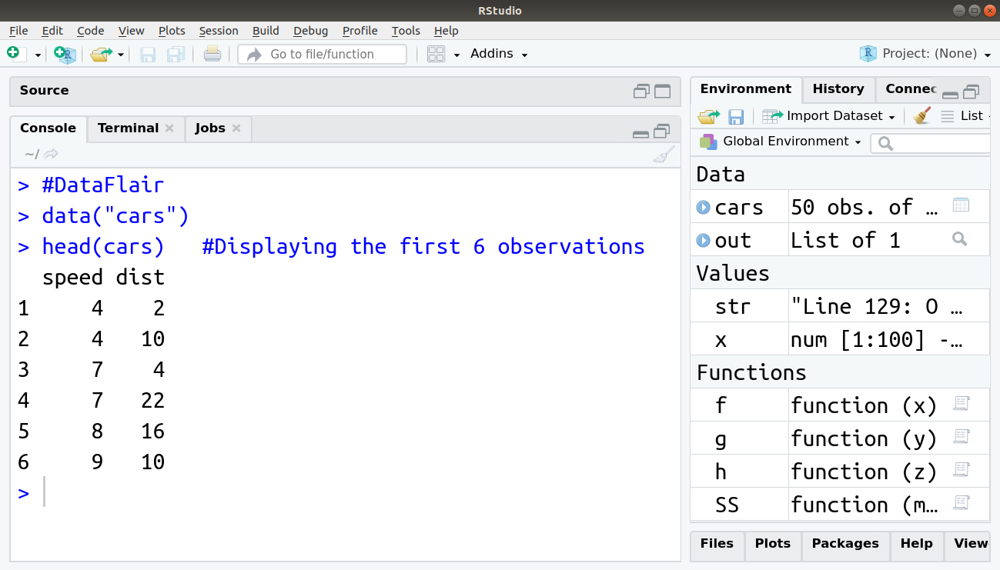 RStudio
File Edit Code View Plots Session Build Debug Profile Tools Help
Go to file/function Addins Project: (None)
Source
Console Terminal Jobs
~/
> #DataFlair
> data("cars")
> head(cars)   #Displaying the first 6 observations
  speed dist
1     4    2
2     4   10
3     7    4
4     7   22
5     8   16
6     9   10
>
Environment History Connec
Import Dataset List
Global Environment
Data
cars 50 obs. of …
out List of 1
Values
str "Line 129: O …
x num [1:100] -…
Functions
f function (x)
g function (y)
h function (z)
SS function (m…
Files Plots Packages Help View